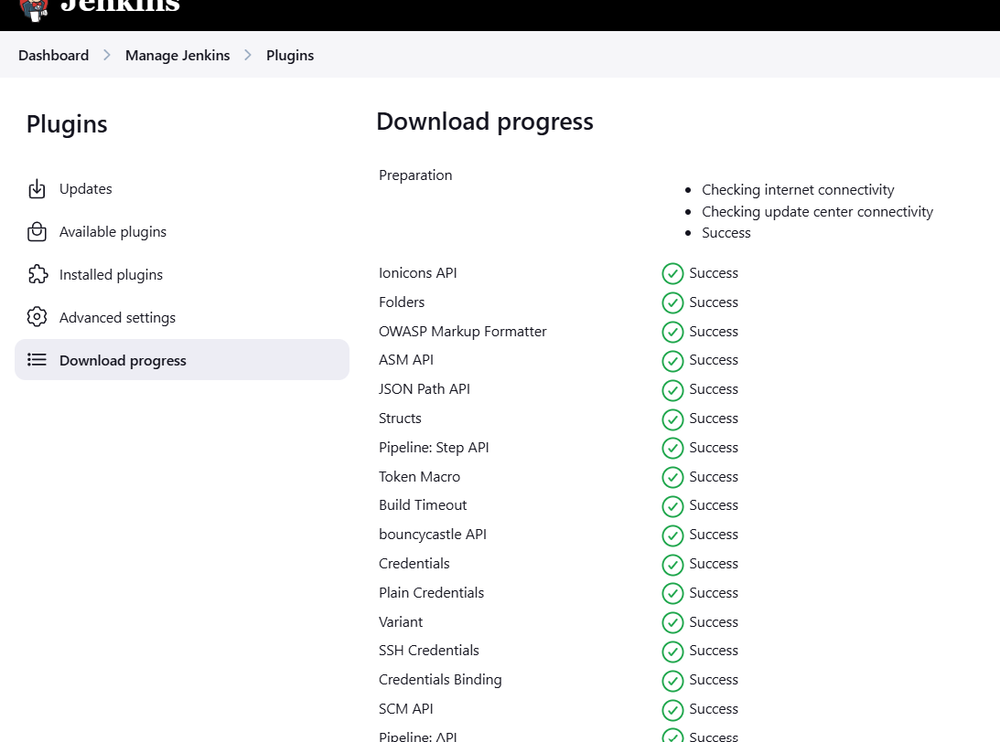 Jenkins
Dashboard Manage Jenkins Plugins
Plugins
Updates
Available plugins
Installed plugins
Advanced settings
Download progress
Download progress
Preparation
Checking internet connectivity
Checking update center connectivity
Success
Ionicons API Success
Folders Success
OWASP Markup Formatter Success
ASM API Success
JSON Path API Success
Structs Success
Pipeline: Step API Success
Token Macro Success
Build Timeout Success
bouncycastle API Success
Credentials Success
Plain Credentials Success
Variant Success
SSH Credentials Success
Credentials Binding Success
SCM API Success
Pipeline: API Success